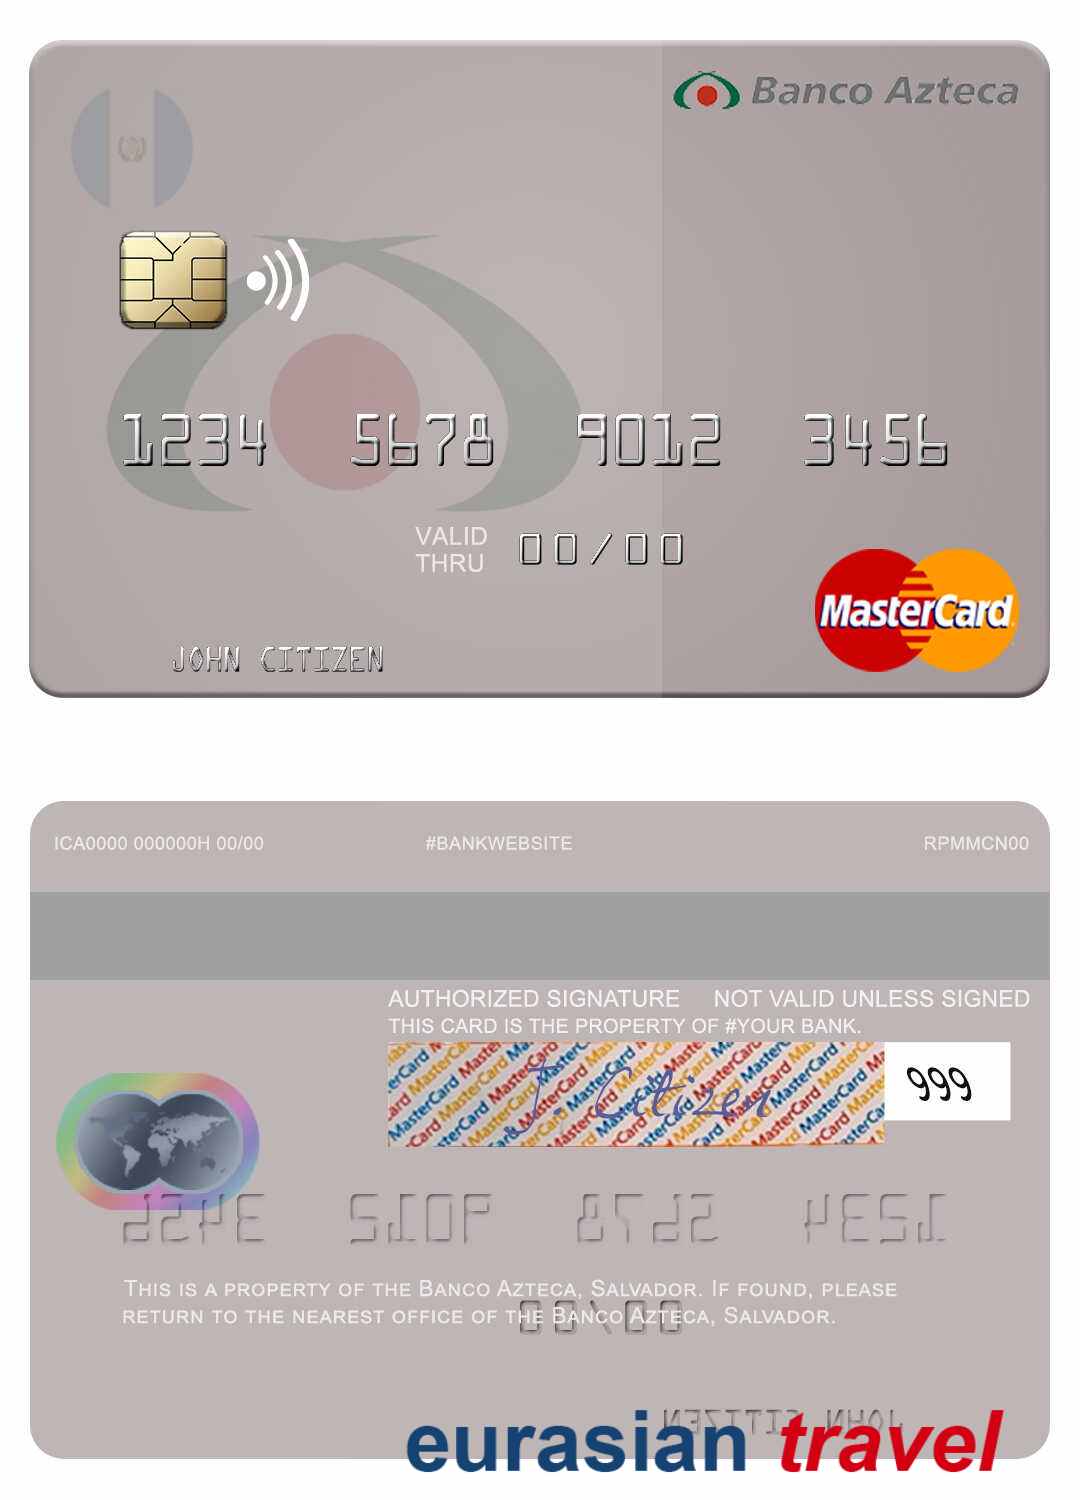 Banco Azteca
1234 5678 9012 3456
VALID
THRU
00/00
JOHN CITIZEN
MasterCard
ICA0000 000000H 00/00 #BANKWEBSITE RPMMCN00
AUTHORIZED SIGNATURE NOT VALID UNLESS SIGNED
THIS CARD IS THE PROPERTY OF #YOUR BANK.
J. Citizen
999
THIS IS A PROPERTY OF THE BANCO AZTECA, SALVADOR. IF FOUND, PLEASE
RETURN TO THE NEAREST OFFICE OF THE BANCO AZTECA, SALVADOR.
eurasian travel